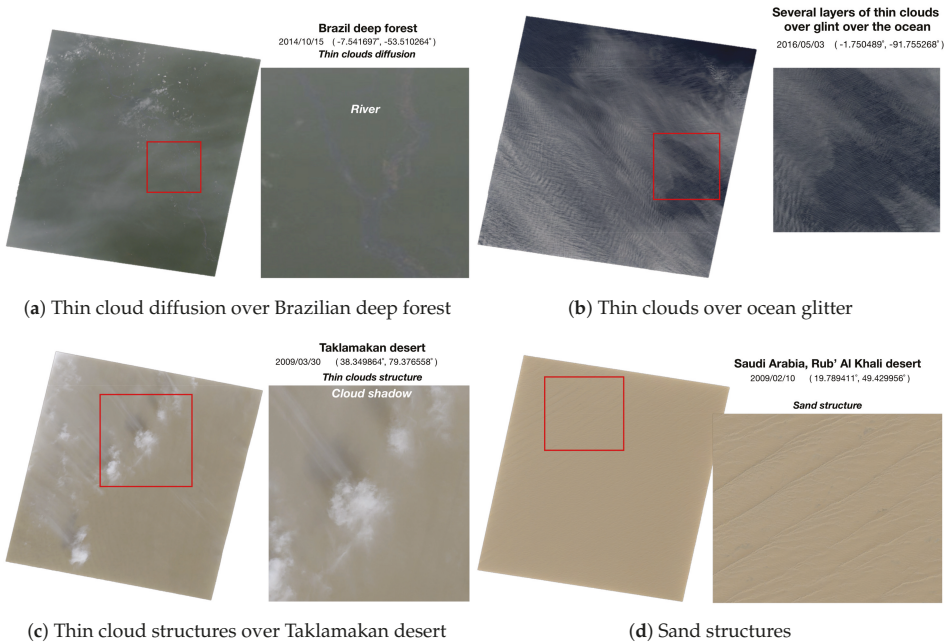 Brazil deep forest
2014/10/15 ( -7.541697°, -53.510264° )
Thin clouds diffusion
River
(a) Thin cloud diffusion over Brazilian deep forest
Several layers of thin clouds
over glint over the ocean
2016/05/03 ( -1.750489°, -91.755268° )
(b) Thin clouds over ocean glitter
Taklamakan desert
2009/03/30 ( 38.349864°, 79.376558° )
Thin clouds structure
Cloud shadow
(c) Thin cloud structures over Taklamakan desert
Saudi Arabia, Rub' Al Khali desert
2009/02/10 ( 19.789411°, 49.429956° )
Sand structure
(d) Sand structures